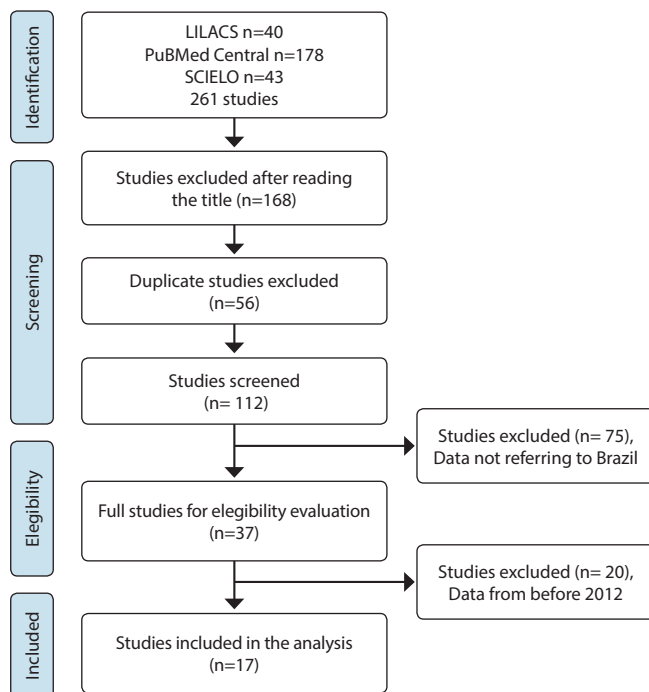 Identification
LILACS n=40
PuBMed Central n=178
SCIELO n=43
261 studies
Screening
Studies excluded after reading
the title (n=168)
Duplicate studies excluded
(n=56)
Studies screened
(n= 112)
Studies excluded (n= 75),
Data not referring to Brazil
Elegibility
Full studies for elegibility evaluation
(n=37)
Studies excluded (n= 20),
Data from before 2012
Included
Studies included in the analysis
(n=17)